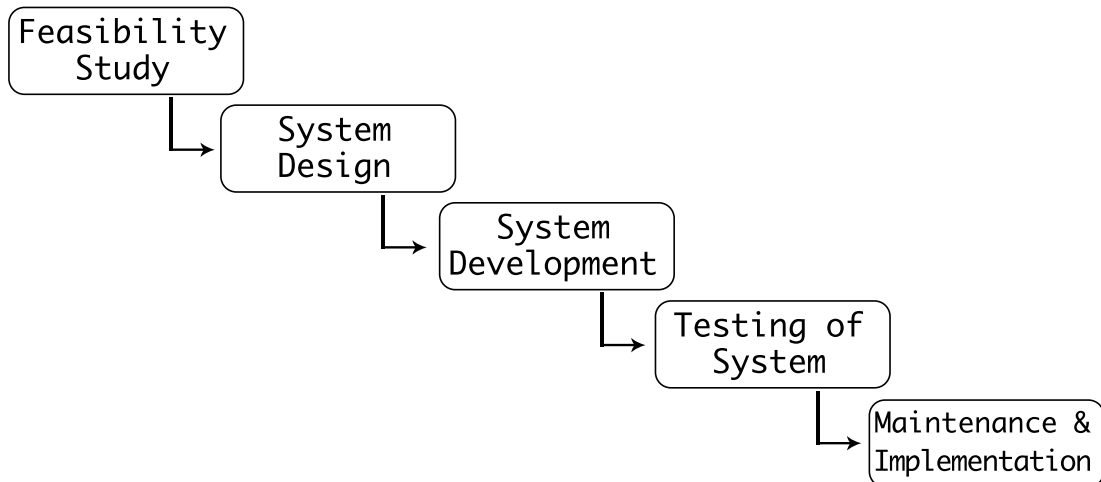 Feasibility
Study
System
Design
System
Development
Testing of
System
Maintenance &
Implementation